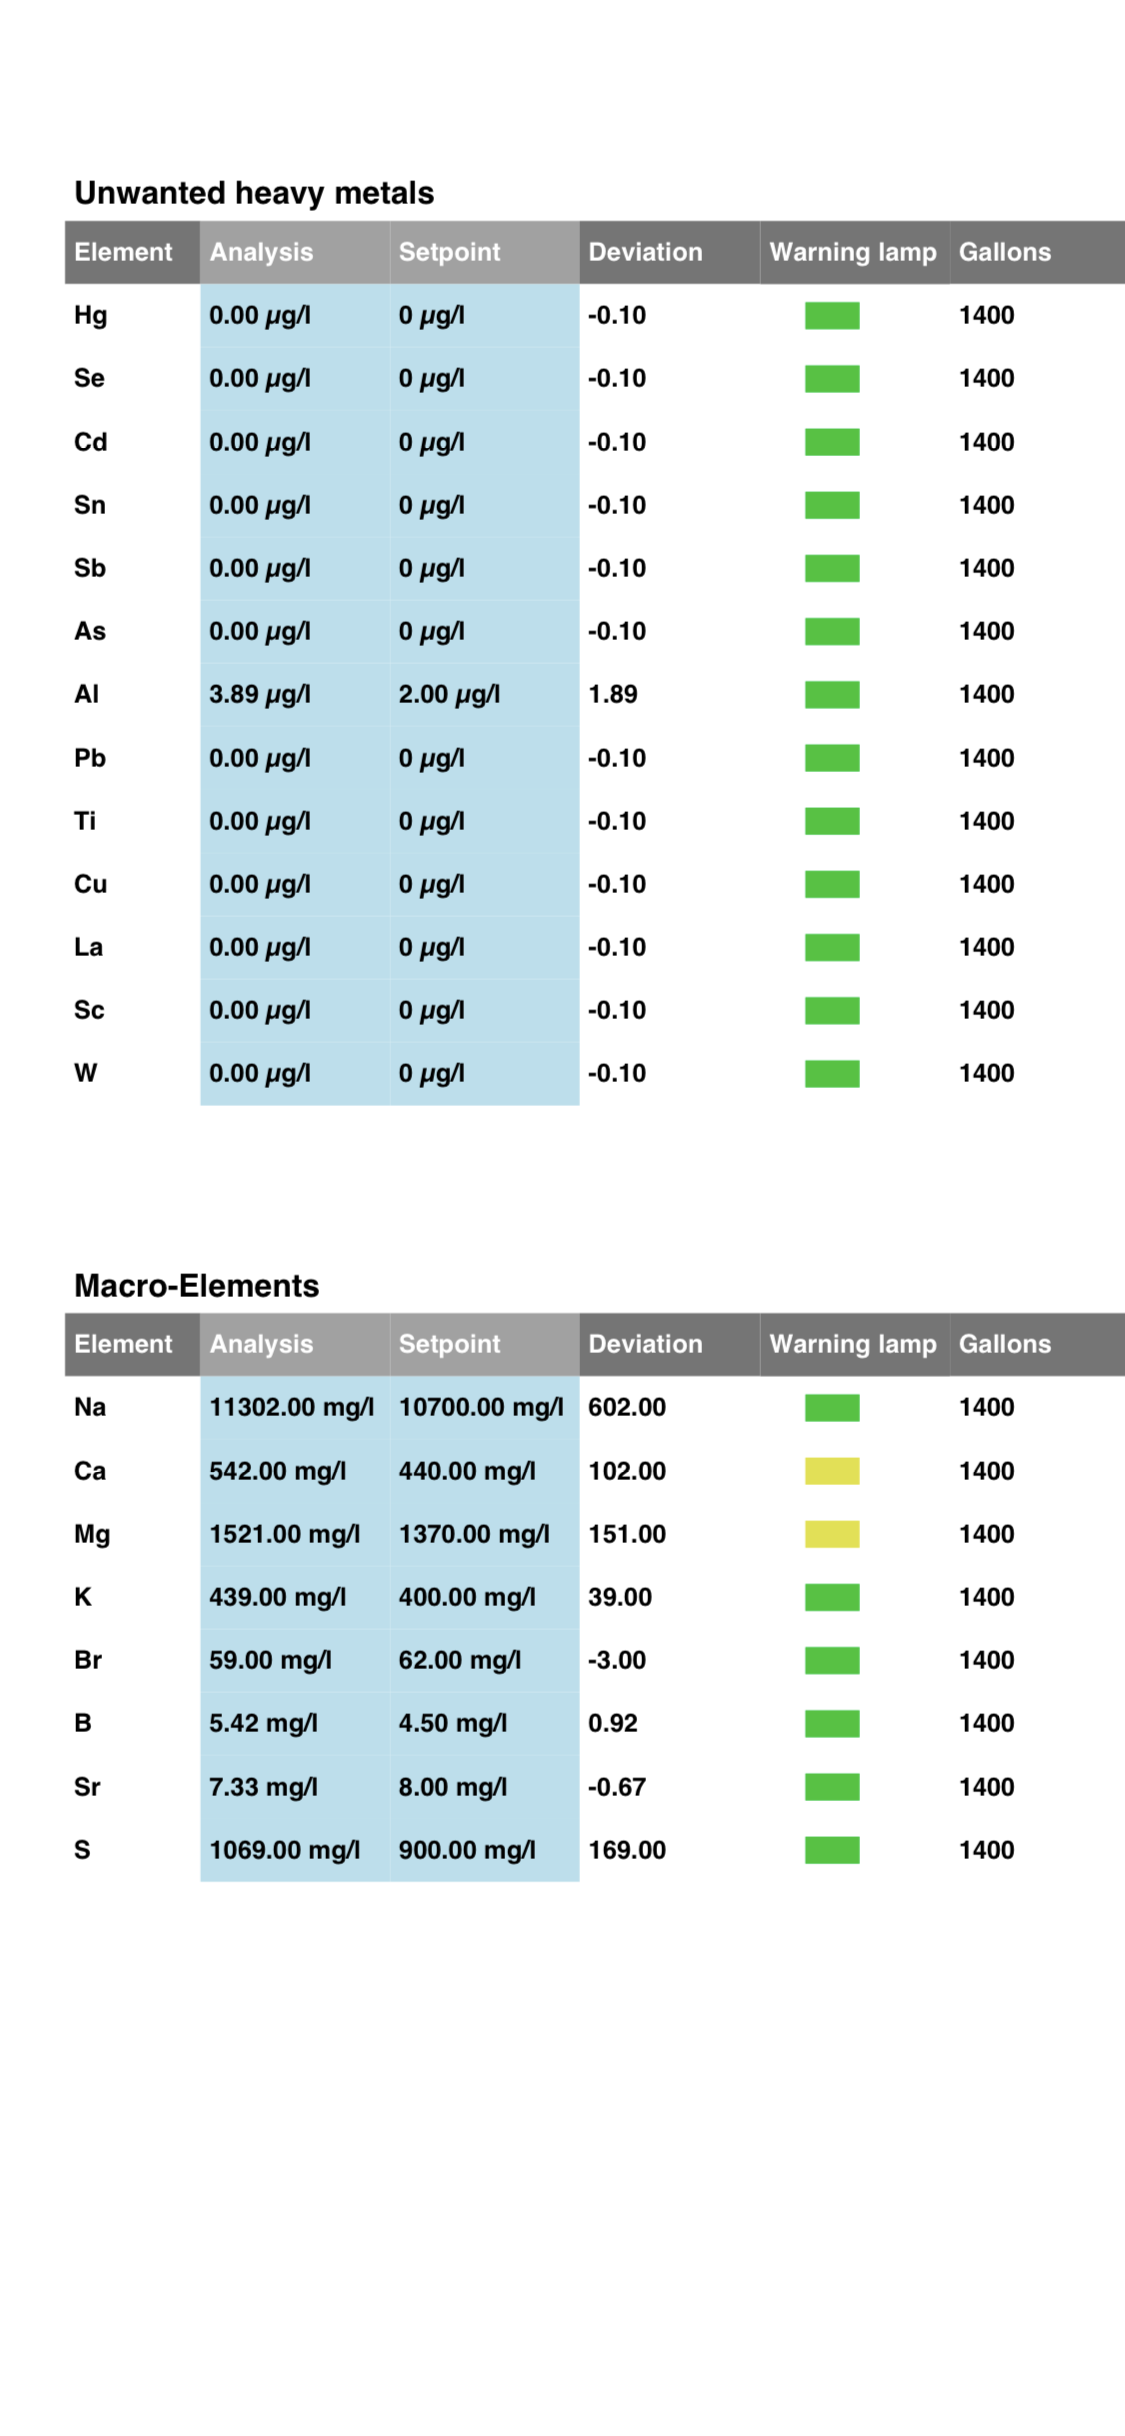 Unwanted heavy metals
Element Analysis Setpoint Deviation Warning lamp Gallons
Hg 0.00 µg/l 0 µg/l -0.10 1400
Se 0.00 µg/l 0 µg/l -0.10 1400
Cd 0.00 µg/l 0 µg/l -0.10 1400
Sn 0.00 µg/l 0 µg/l -0.10 1400
Sb 0.00 µg/l 0 µg/l -0.10 1400
As 0.00 µg/l 0 µg/l -0.10 1400
Al 3.89 µg/l 2.00 µg/l 1.89 1400
Pb 0.00 µg/l 0 µg/l -0.10 1400
Ti 0.00 µg/l 0 µg/l -0.10 1400
Cu 0.00 µg/l 0 µg/l -0.10 1400
La 0.00 µg/l 0 µg/l -0.10 1400
Sc 0.00 µg/l 0 µg/l -0.10 1400
W 0.00 µg/l 0 µg/l -0.10 1400
Macro-Elements
Element Analysis Setpoint Deviation Warning lamp Gallons
Na 11302.00 mg/l 10700.00 mg/l 602.00 1400
Ca 542.00 mg/l 440.00 mg/l 102.00 1400
Mg 1521.00 mg/l 1370.00 mg/l 151.00 1400
K 439.00 mg/l 400.00 mg/l 39.00 1400
Br 59.00 mg/l 62.00 mg/l -3.00 1400
B 5.42 mg/l 4.50 mg/l 0.92 1400
Sr 7.33 mg/l 8.00 mg/l -0.67 1400
S 1069.00 mg/l 900.00 mg/l 169.00 1400